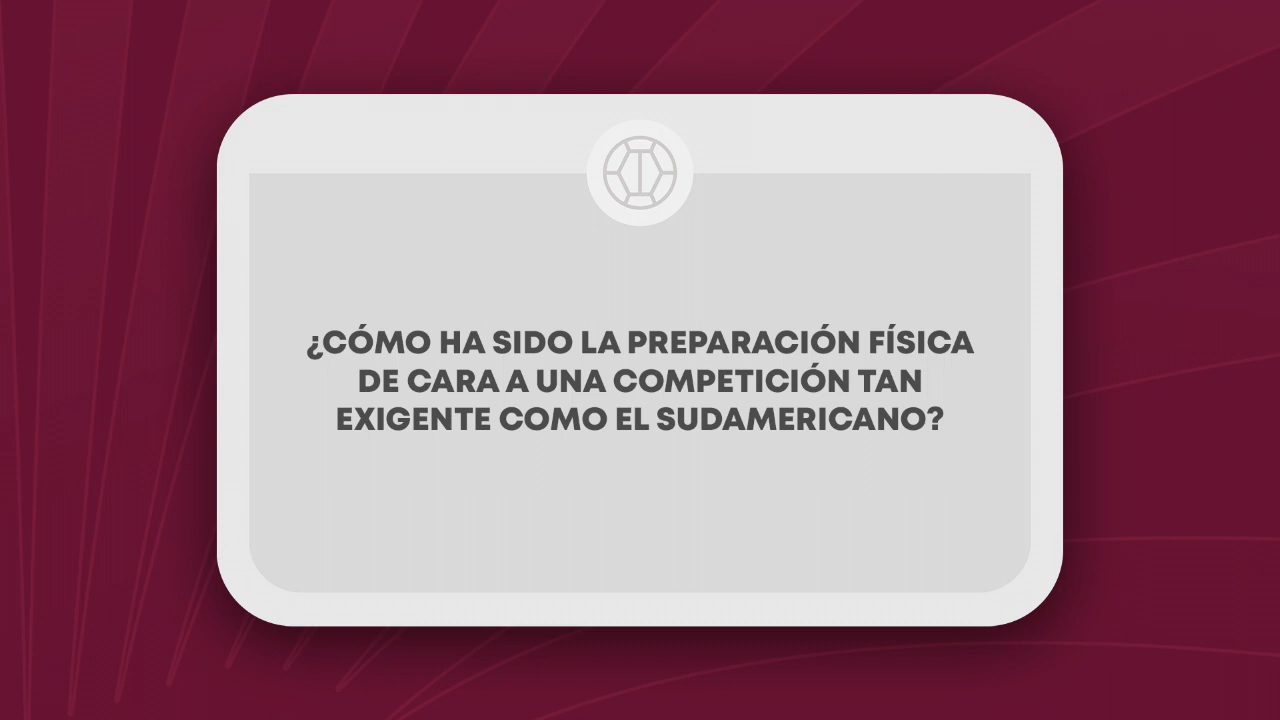 ¿CÓMO HA SIDO LA PREPARACIÓN FÍSICA
DE CARA A UNA COMPETICIÓN TAN
EXIGENTE COMO EL SUDAMERICANO?